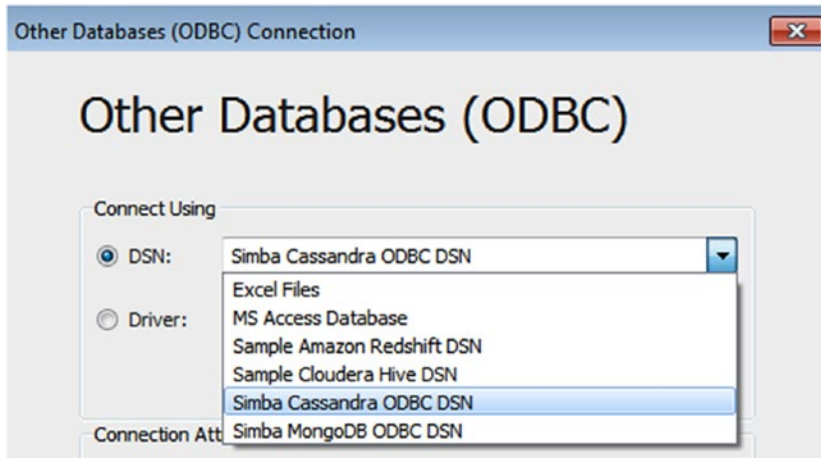 Other Databases (ODBC) Connection
Other Databases (ODBC)
Connect Using
DSN:
Simba Cassandra ODBC DSN
Excel Files
Driver:
MS Access Database
Sample Amazon Redshift DSN
Sample Cloudera Hive DSN
Simba Cassandra ODBC DSN
Connection Att
Simba MongoDB ODBC DSN